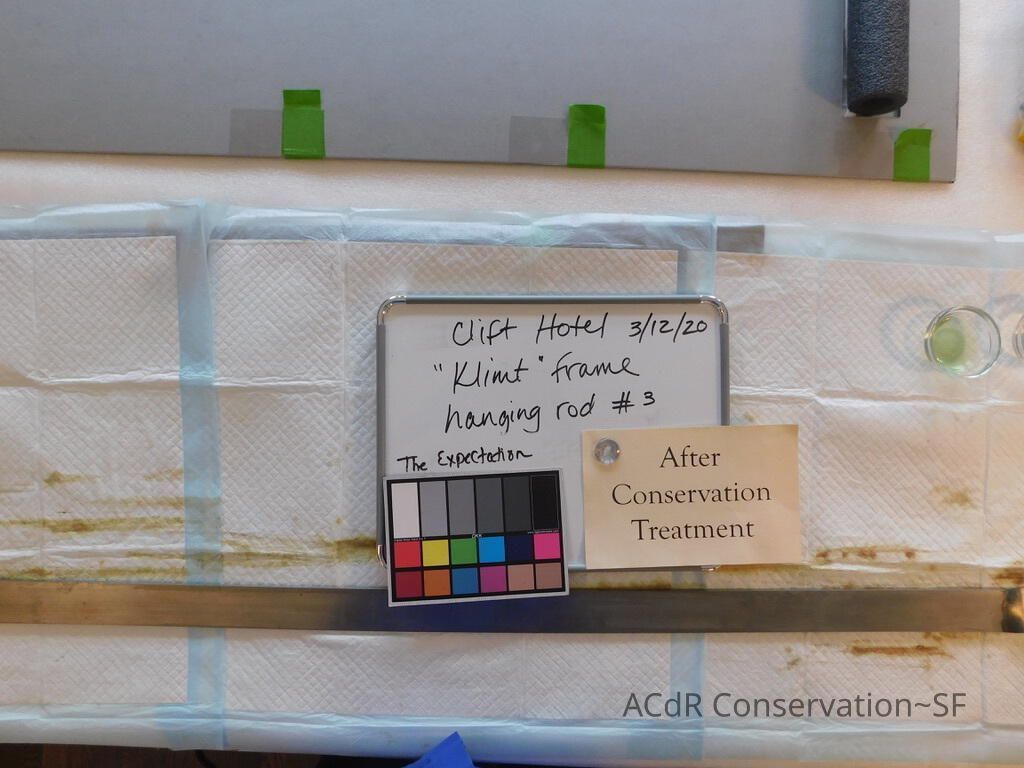 Clift Hotel 3/12/20
"Klimt" frame
hanging rod #3
The Expectation
After
Conservation
Treatment
ACdR Conservation~SF